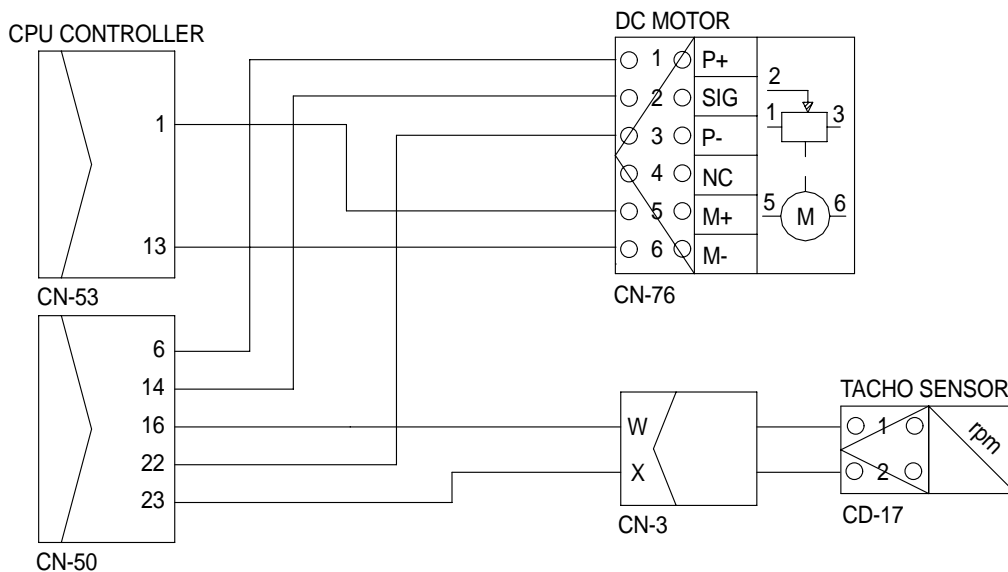 DC MOTOR
CPU CONTROLLER
1 P+
2 SIG
3 P-
4 NC
5 M+
6 M-
2
1 3
5 M 6
1
13
CN-53
CN-76
6
14
16
22
23
CN-50
W
X
CN-3
TACHO SENSOR
1
2
rpm
CD-17